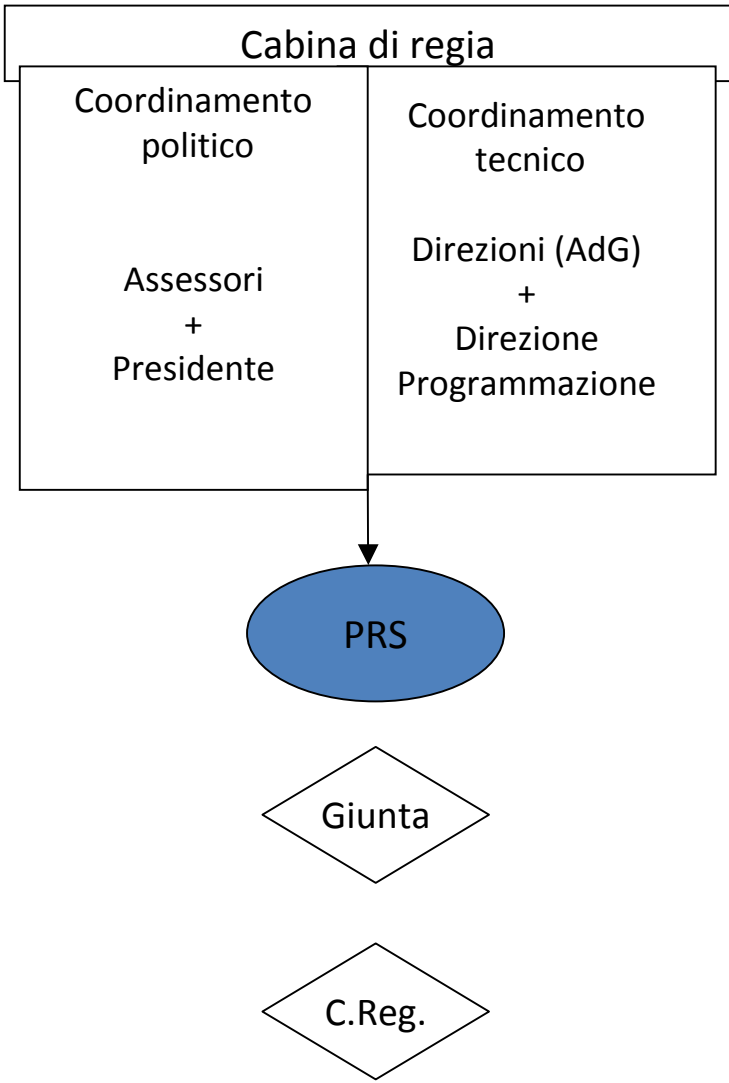 Cabina di regia
Coordinamento
politico
Assessori
+
Presidente
Coordinamento
tecnico
Direzioni (AdG)
+
Direzione
Programmazione
PRS
Giunta
C.Reg.